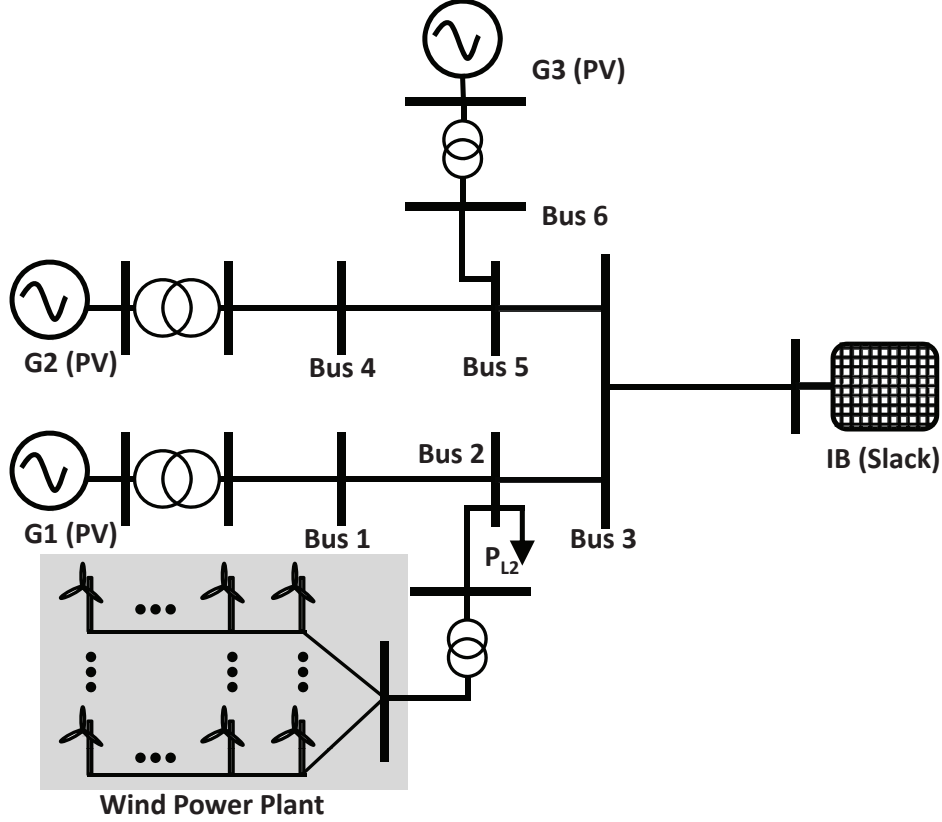 G3 (PV)
Bus 6
G2 (PV)
Bus 4
Bus 5
Bus 2
IB (Slack)
G1 (PV)
Bus 1
Bus 3
PL2
Wind Power Plant